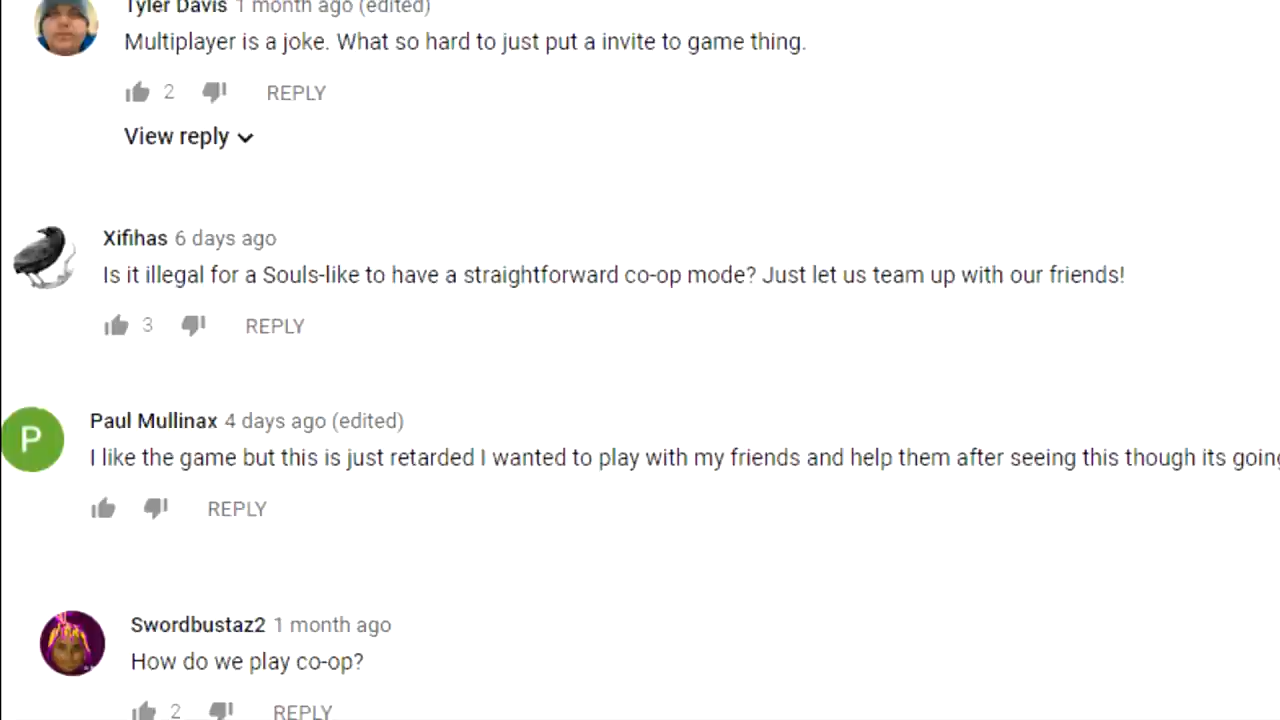 Tyler Davis 1 month ago (edited)
Multiplayer is a joke. What so hard to just put a invite to game thing.
2 REPLY
View reply
Xifihas 6 days ago
Is it illegal for a Souls-like to have a straightforward co-op mode? Just let us team up with our friends!
3 REPLY
P
Paul Mullinax 4 days ago (edited)
I like the game but this is just retarded I wanted to play with my friends and help them after seeing this though its going
REPLY
Swordbustaz2 1 month ago
How do we play co-op?
2 REPLY